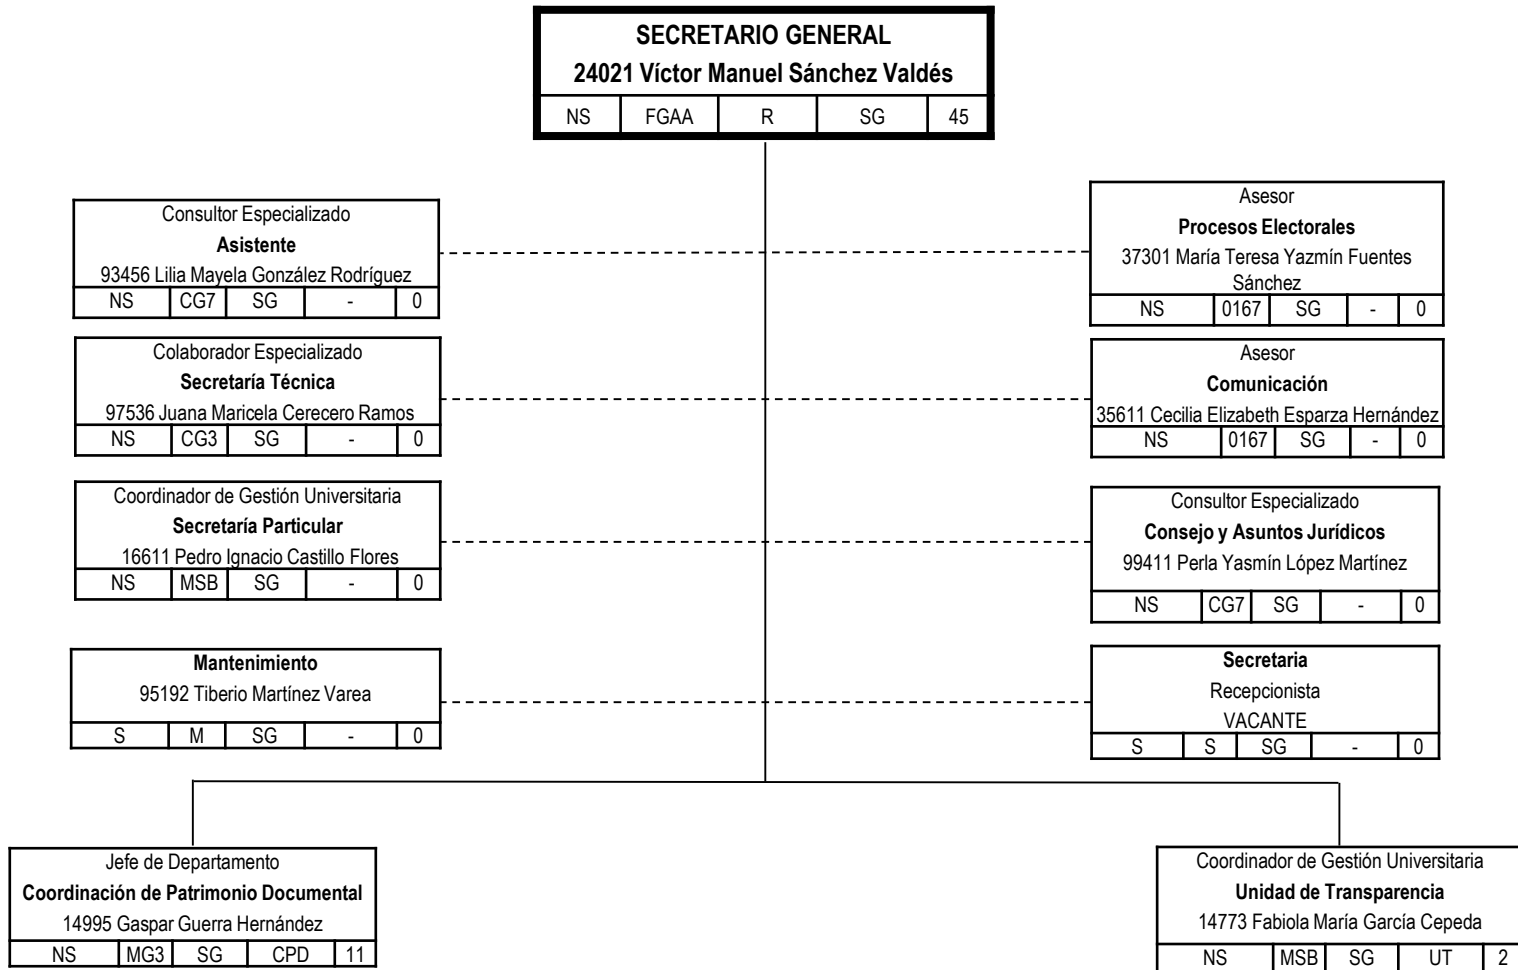 SECRETARIO GENERAL
24021 Víctor Manuel Sánchez Valdés
NS FGAA R SG 45
Consultor Especializado
Asistente
93456 Lilia Mayela González Rodríguez
NS CG7 SG - 0
Asesor
Procesos Electorales
37301 María Teresa Yazmín Fuentes
Sánchez
NS 0167 SG - 0
Colaborador Especializado
Secretaría Técnica
97536 Juana Maricela Cerecero Ramos
NS CG3 SG - 0
Asesor
Comunicación
35611 Cecilia Elizabeth Esparza Hernández
NS 0167 SG - 0
Coordinador de Gestión Universitaria
Secretaría Particular
16611 Pedro Ignacio Castillo Flores
NS MSB SG - 0
Consultor Especializado
Consejo y Asuntos Jurídicos
99411 Perla Yasmín López Martínez
NS CG7 SG - 0
Mantenimiento
95192 Tiberio Martínez Varea
S M SG - 0
Secretaria
Recepcionista
VACANTE
S S SG - 0
Jefe de Departamento
Coordinación de Patrimonio Documental
14995 Gaspar Guerra Hernández
NS MG3 SG CPD 11
Coordinador de Gestión Universitaria
Unidad de Transparencia
14773 Fabiola María García Cepeda
NS MSB SG UT 2